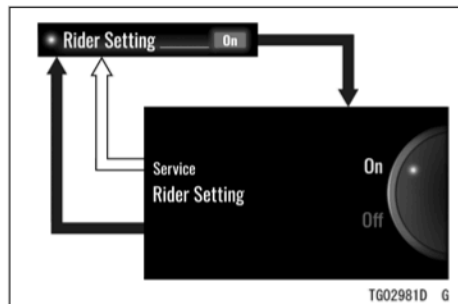 Rider Setting On
Service
Rider Setting
On
Off
TG02981D G